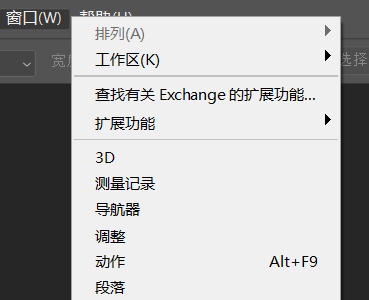 窗口(W) 帮助(H)
排列(A)
选择
工作区(K)
查找有关 Exchange 的扩展功能...
扩展功能
3D
测量记录
导航器
调整
动作 Alt+F9
段落